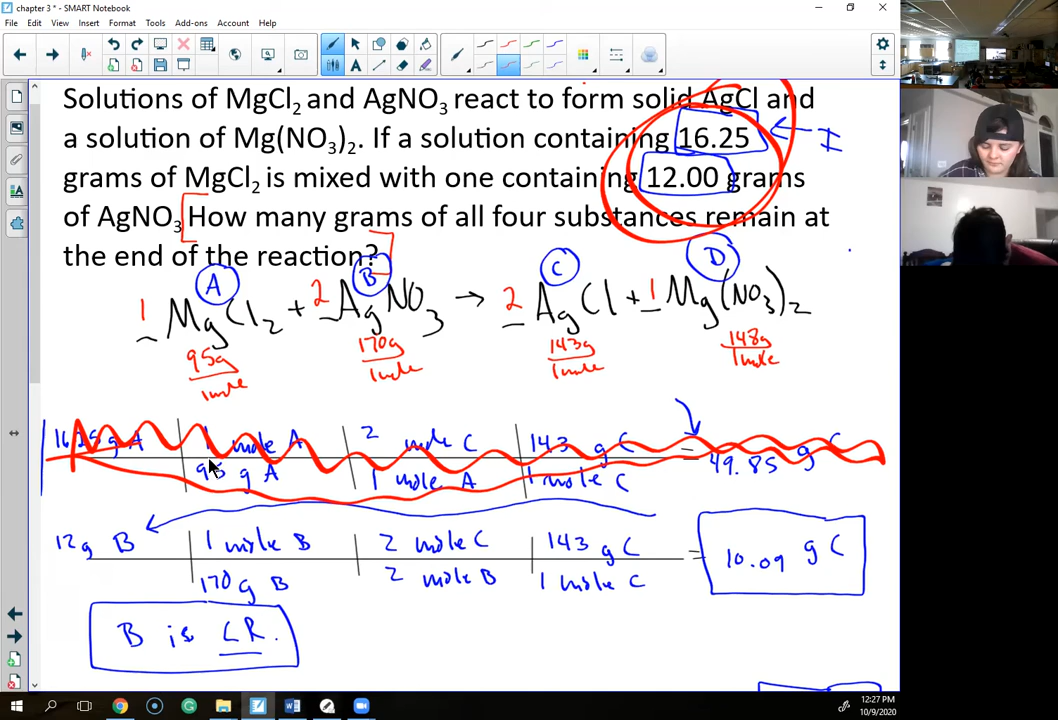 chapter 3 * - SMART Notebook
File Edit View Insert Format Tools Add-ons Account Help
Solutions of MgCl2 and AgNO3 react to form solid AgCl and
a solution of Mg(NO3)2. If a solution containing 16.25
I
grams of MgCl2 is mixed with one containing 12.00 grams
of AgNO3 How many grams of all four substances remain at
the end of the reaction?
A B C D
1 MgCl2 + 2 AgNO3 → 2 AgCl + 1 Mg(NO3)2
95g 170g 143g 148g
1mole 1mole 1mole 1mole
16.25 g A 1 mole A 2 mole C 143 g C = 49.85 g C
95 g A 1 mole A 1 mole C
12g B 1 mole B 2 mole C 143 g C = 10.09 g C
170 g B 2 mole B 1 mole C
B is LR.
12:27 PM
10/9/2020